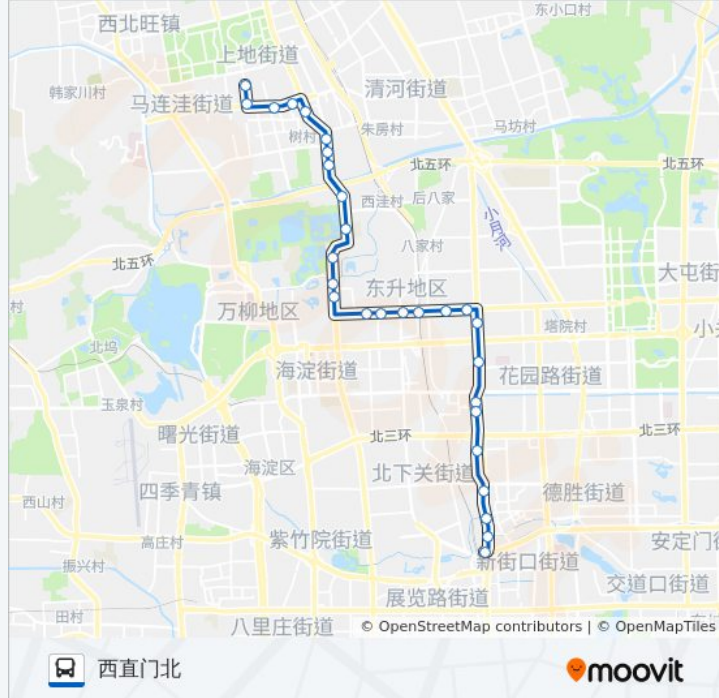 东小口村
西北旺镇
上地街道
韩家川村
马连洼街道
清河街道
树村
朱房村
马坊村
北五环
北五环
西洼村
后八家
小月河
八家村
北五环
大屯街
村
东升地区
万柳地区
塔院村
小关
北坞
海淀街道
花园路街道
玉泉村
曙光街道
北三环
北三环
海淀区
北下关街道
四季青镇
德胜街道
西山村
高庄村
紫竹院街道
安定门街
新街口街道
振兴村
交道口街道
展览路街道
田村
八里庄街道
© OpenStreetMap contributors | © OpenMapTiles
西直门北
moovit